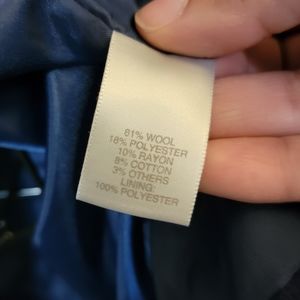 61% WOOL
18% POLYESTER
10% RAYON
8% COTTON
3% OTHERS
LINING:
100% POLYESTER